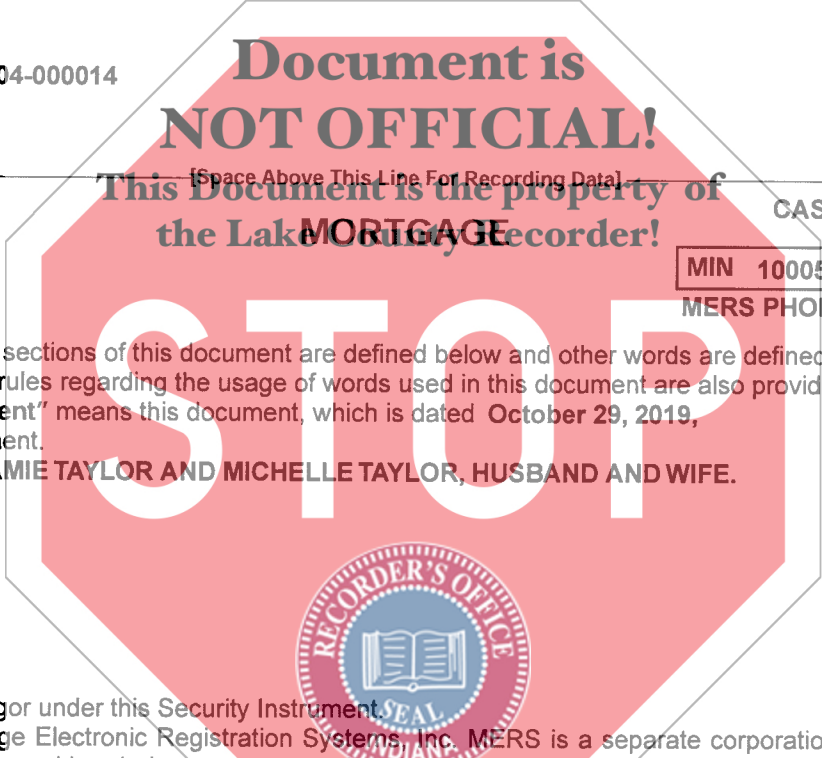 04-000014
Document is
NOT OFFICIAL!
[Space Above This Line For Recording Data]
This Document is the property of
the Lake County Recorder!
MORTGAGE
CAS
MIN 10005
MERS PHO
STOP
sections of this document are defined below and other words are defined
rules regarding the usage of words used in this document are also provid
ent" means this document, which is dated October 29, 2019,
ent.
MIE TAYLOR AND MICHELLE TAYLOR, HUSBAND AND WIFE.
RECORDER'S OFFICE
SEAL
INDIANA
gor under this Security Instrument.
ge Electronic Registration Systems, Inc. MERS is a separate corporatio